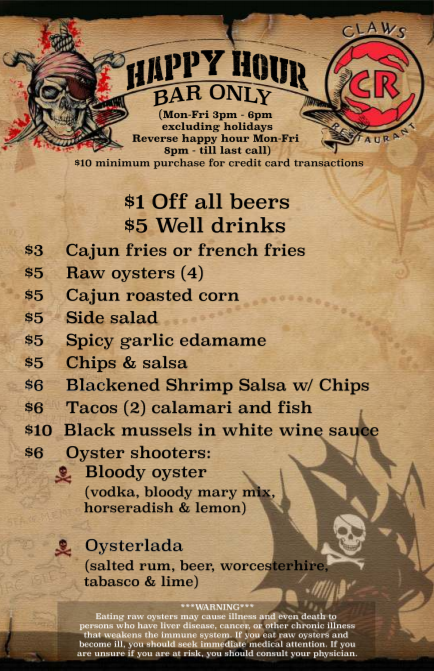 HAPPY HOUR
BAR ONLY
(Mon-Fri 3pm - 6pm
excluding holidays
Reverse happy hour Mon-Fri
8pm - till last call)
$10 minimum purchase for credit card transactions
CLAWS
CR
RESTAURANT
$1 Off all beers
$5 Well drinks
$3 Cajun fries or french fries
$5 Raw oysters (4)
$5 Cajun roasted corn
$5 Side salad
$5 Spicy garlic edamame
$5 Chips & salsa
$6 Blackened Shrimp Salsa w/ Chips
$6 Tacos (2) calamari and fish
$10 Black mussels in white wine sauce
$6 Oyster shooters:
Bloody oyster
(vodka, bloody mary mix,
horseradish & lemon)
Oysterlada
(salted rum, beer, worcesterhire,
tabasco & lime)
***WARNING***
Eating raw oysters may cause illness and even death to
persons who have liver disease, cancer, or other chronic illness
that weakens the immune system. If you eat raw oysters and
become ill, you should seek immediate medical attention. If you
are unsure if you are at risk, you should consult your physician.